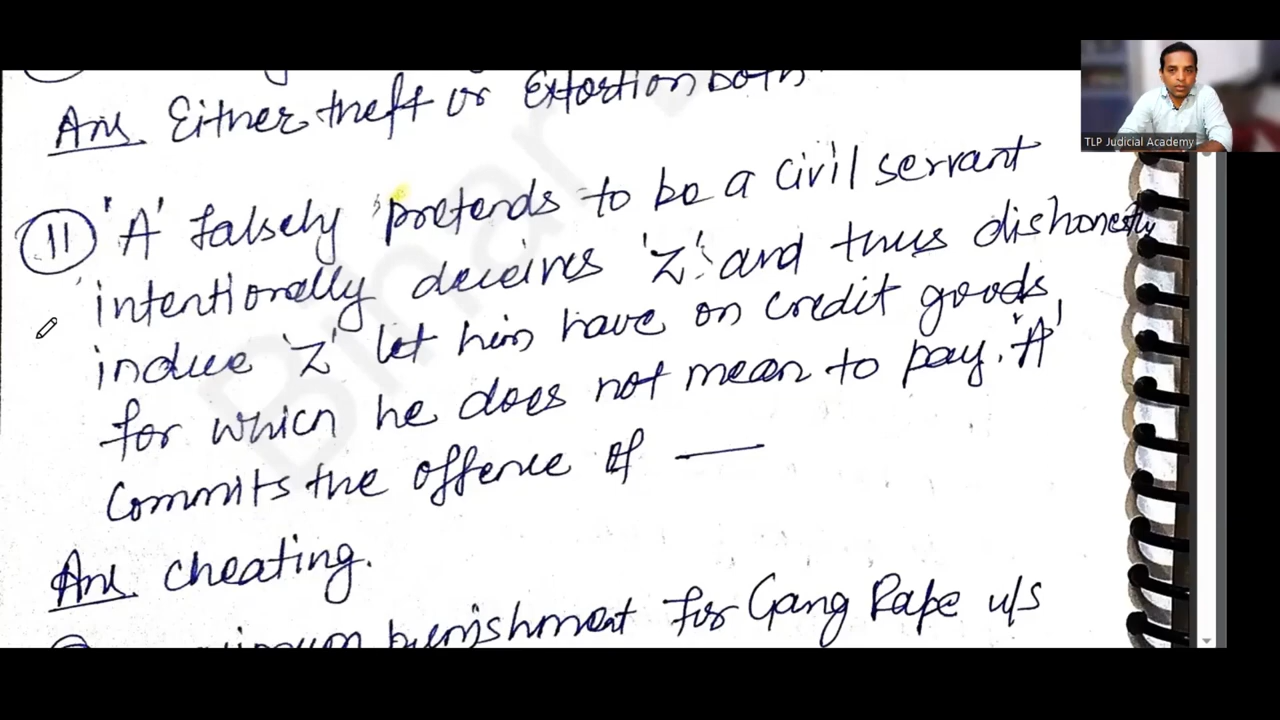 Ans Either theft or Extortion both
TLP Judicial Academy
11 'A' falsely pretends to be a civil servant
intentionally deceives 'Z' and thus dishonestly
induce 'Z' let him have on credit goods
for which he does not mean to pay. 'A'
Commits the offence of —
Ans cheating.
punishment for Gang Rape u/s
Bihar